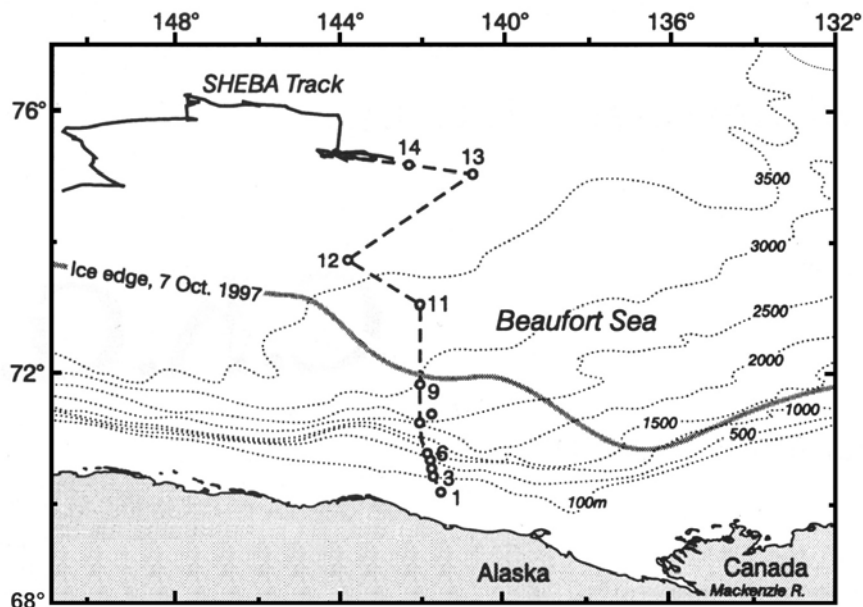 148° 144° 140° 136° 132°
76°
SHEBA Track
14
13
3500
3000
12
Ice edge, 7 Oct. 1997
11
Beaufort Sea
2500
72°
2000
9
1500
1000
500
6
3
1
100m
Alaska
Canada
Mackenzie R.
68°